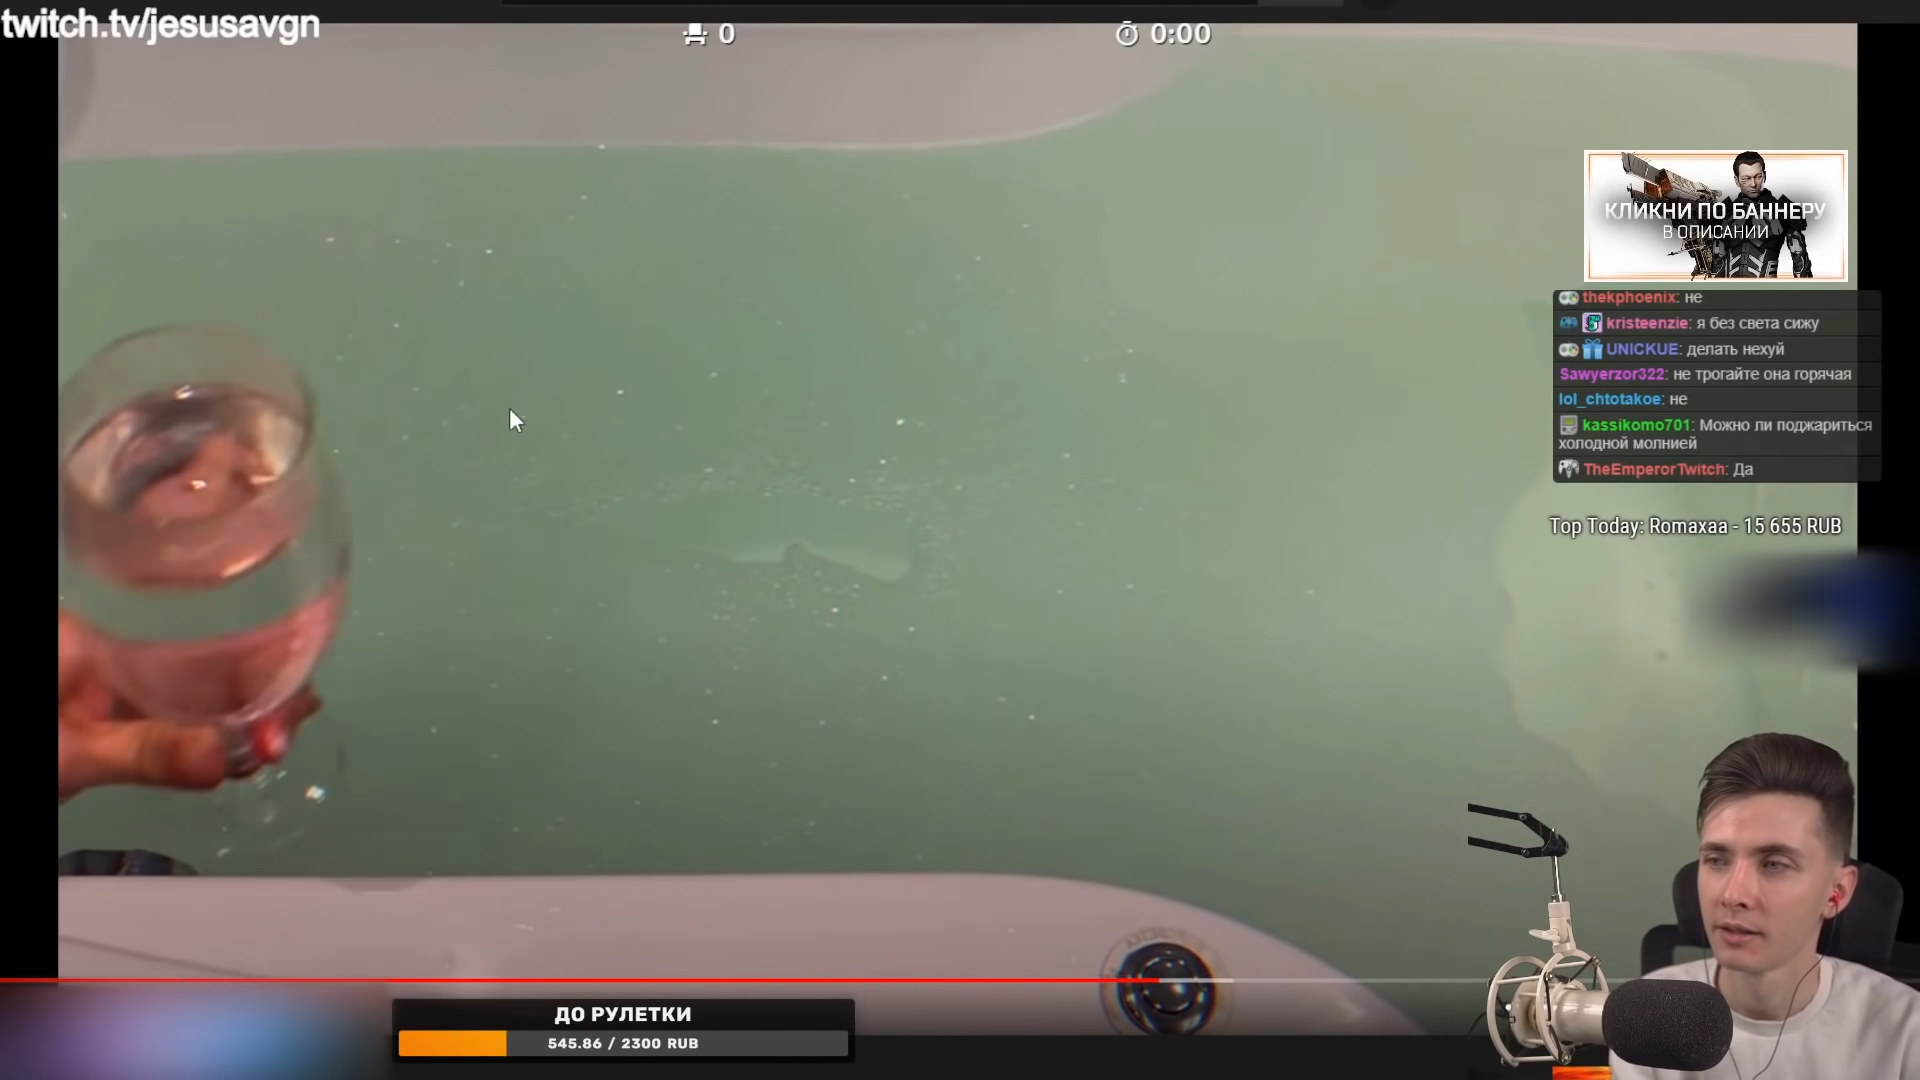 twitch.tv/jesusavgn
0
0:00
КЛИКНИ ПО БАННЕРУ
В ОПИСАНИИ
thekphoenix: не
kristeenzie: я без света сижу
UNICKUE: делать нехуй
Sawyerzor322: не трогайте она горячая
lol_chtotakoe: не
kassikomo701: Можно ли поджариться
холодной молнией
TheEmperorTwitch: Да
Top Today: Romaxaa - 15 655 RUB
ДО РУЛЕТКИ
545.86 / 2300 RUB